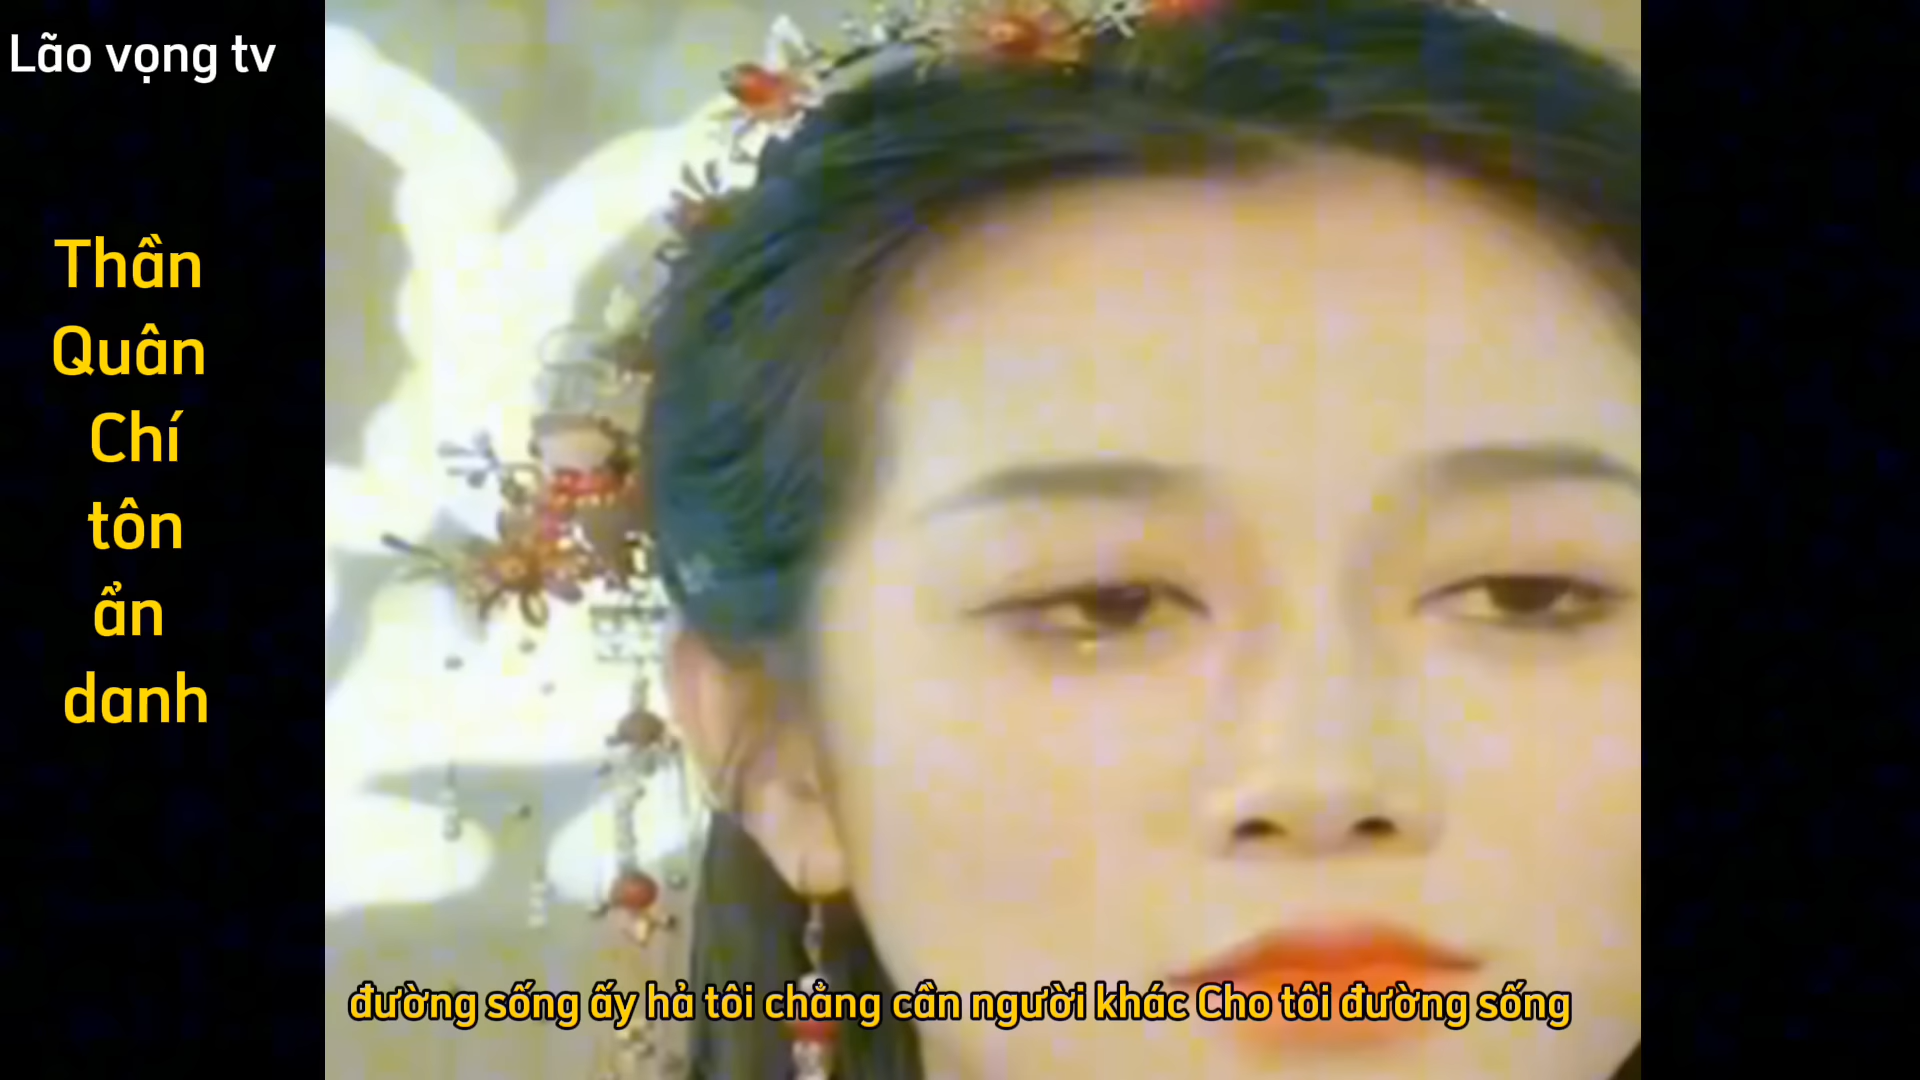 Lão vọng tv
Thần
Quân
Chí
tôn
ẩn
danh
đường sống ấy hả tôi chẳng cần người khác Cho tôi đường sống